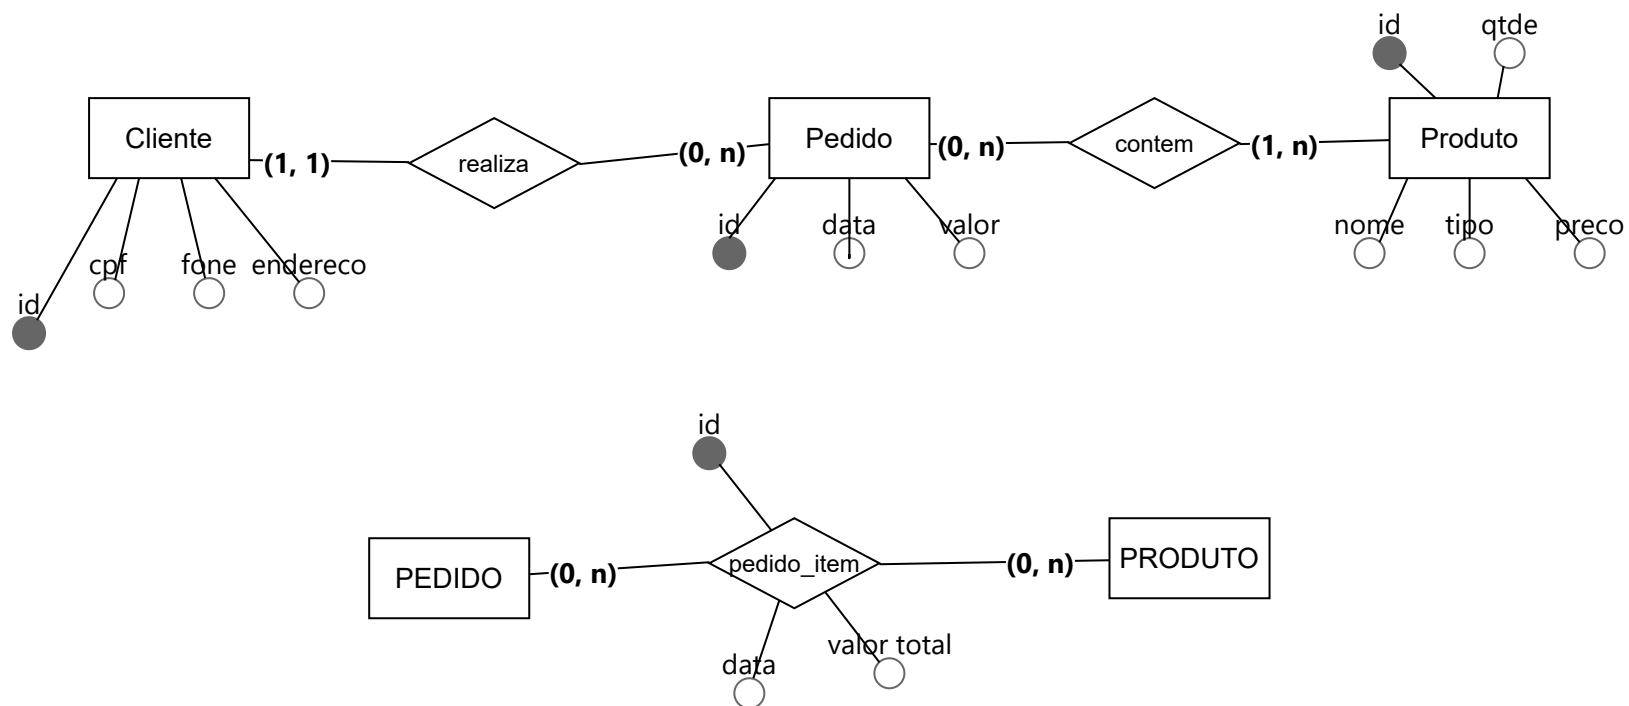 id qtde
Cliente Pedido Produto
realiza contem
(1, 1) (0, n) (0, n) (1, n)
id data valor nome tipo preco
cpf fone endereco
id
id
pedido_item PRODUTO
PEDIDO (0, n) (0, n)
valor total
data